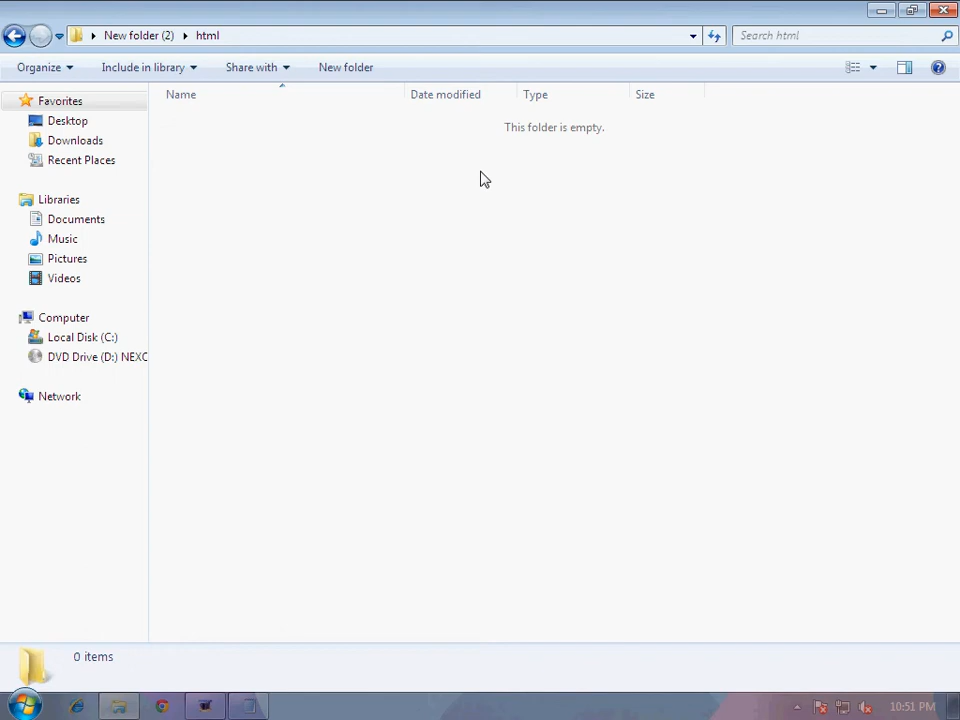 New folder (2) html
Search html
Organize Include in library Share with New folder
Name Date modified Type Size
This folder is empty.
Favorites
Desktop
Downloads
Recent Places
Libraries
Documents
Music
Pictures
Videos
Computer
Local Disk (C:)
DVD Drive (D:) NEXC
Network
0 items
10:51 PM